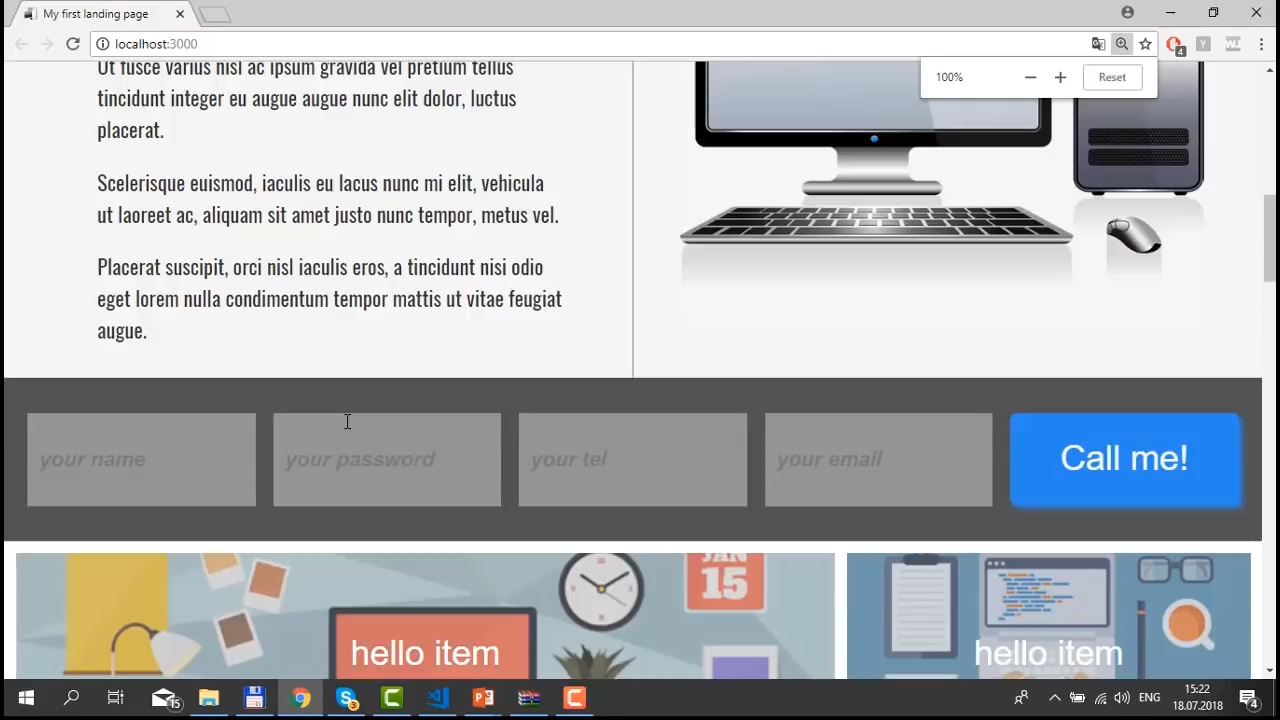 My first landing page
localhost:3000
4
100%
Reset
Ut fusce varius nisl ac ipsum gravida vel pretium tellus
tincidunt integer eu augue augue nunc elit dolor, luctus
placerat.
Scelerisque euismod, iaculis eu lacus nunc mi elit, vehicula
ut laoreet ac, aliquam sit amet justo nunc tempor, metus vel.
Placerat suscipit, orci nisl iaculis eros, a tincidunt nisi odio
eget lorem nulla condimentum tempor mattis ut vitae feugiat
augue.
your name
your password
your tel
your email
Call me!
JAN
15
hello item
hello item
15
3
ENG
15:22
18.07.2018
4